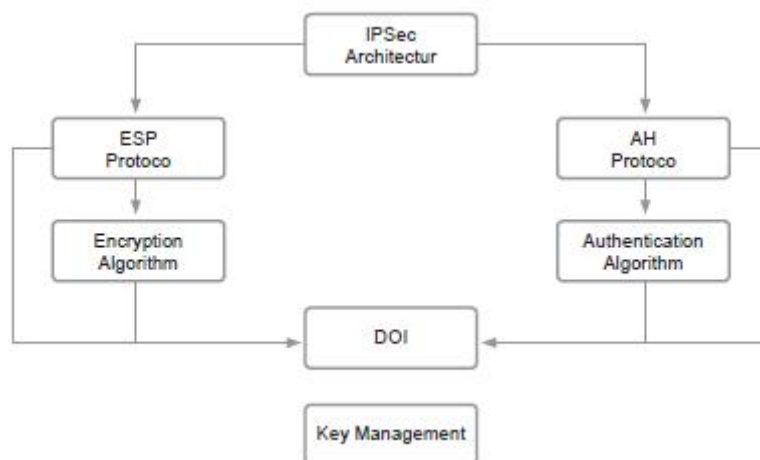 IPSec
Architectur
ESP
Protoco
AH
Protoco
Encryption
Algorithm
Authentication
Algorithm
DOI
Key Management